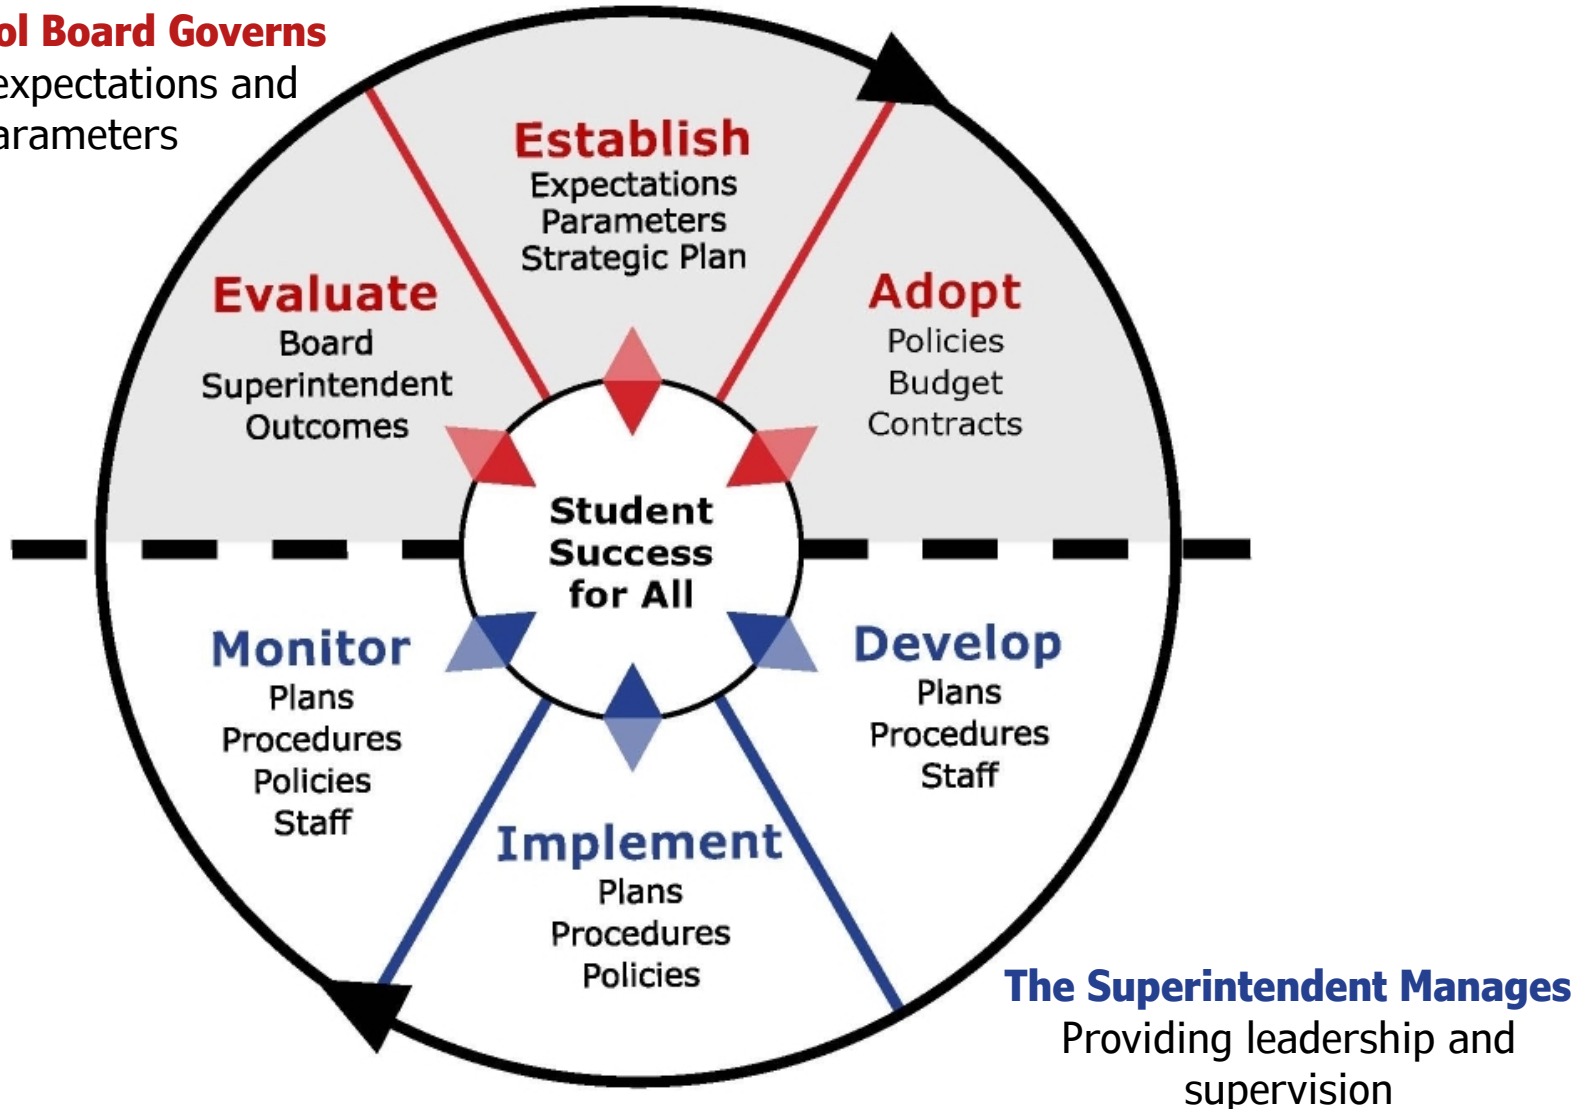 ol Board Governs
expectations and
arameters
Establish
Expectations
Parameters
Strategic Plan
Evaluate
Board
Superintendent
Outcomes
Adopt
Policies
Budget
Contracts
Student
Success
for All
Monitor
Plans
Procedures
Policies
Staff
Develop
Plans
Procedures
Staff
Implement
Plans
Procedures
Policies
The Superintendent Manages
Providing leadership and
supervision